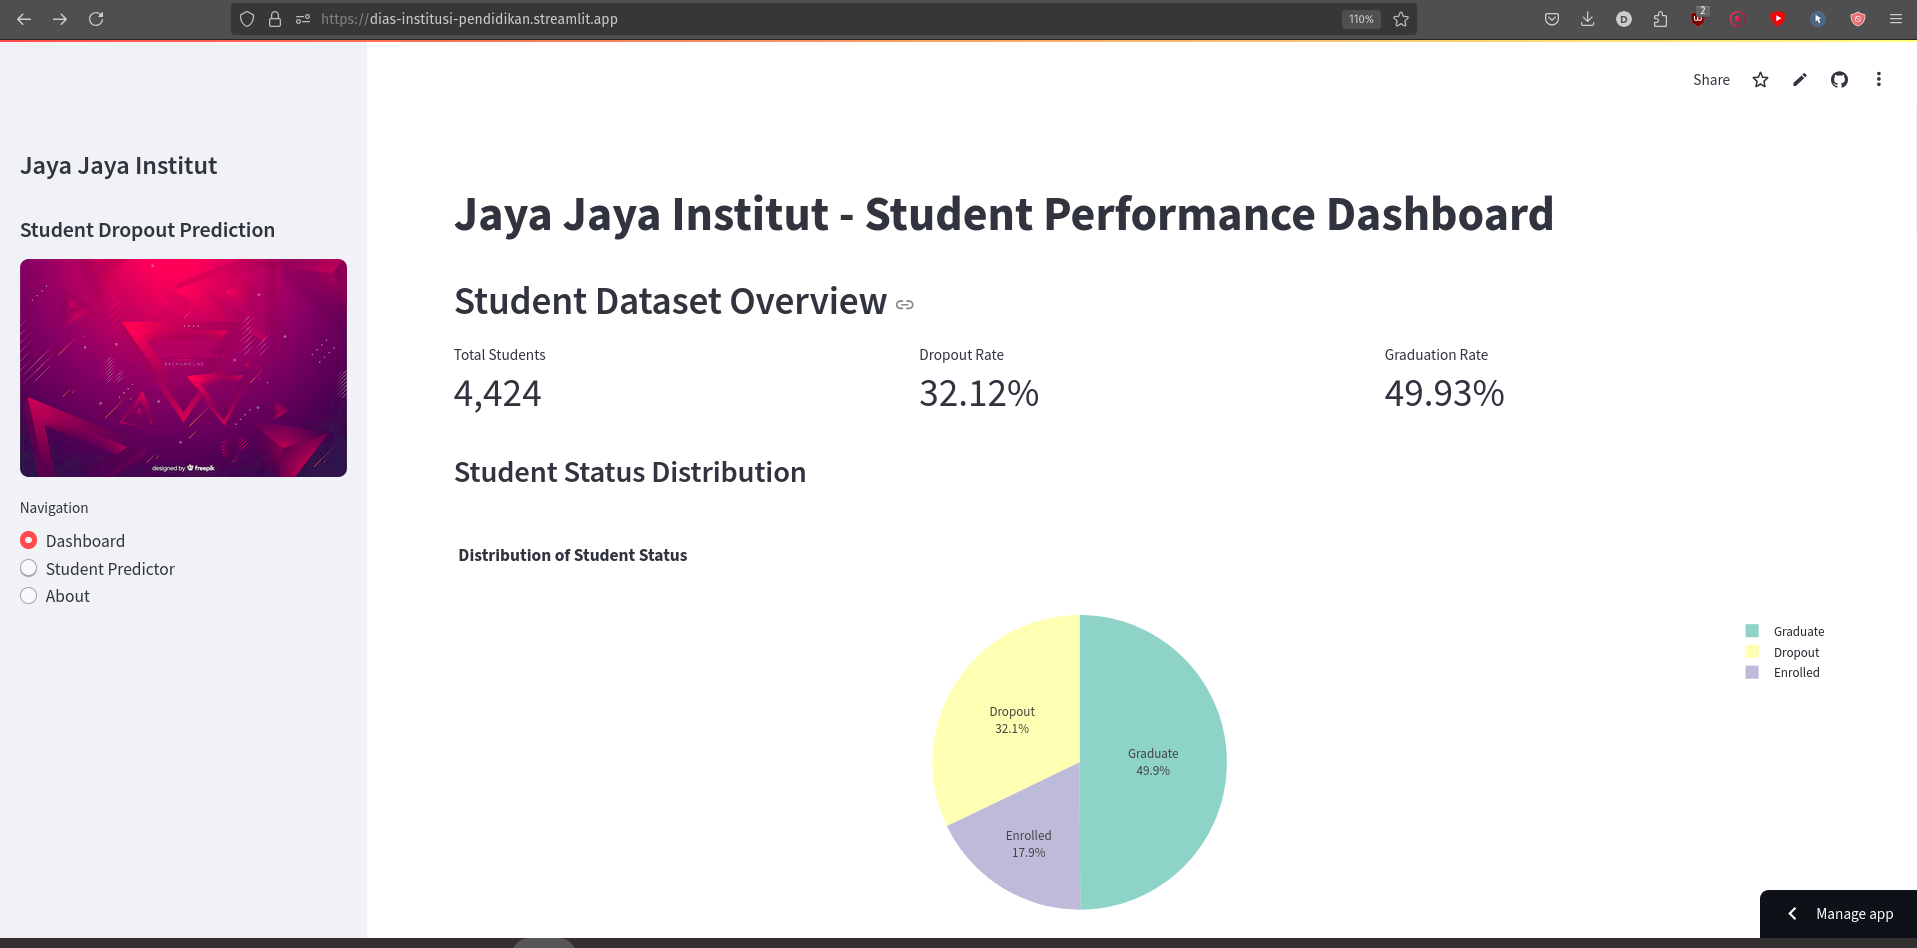 https://dias-institusi-pendidikan.streamlit.app
110%
D
2
Share
Jaya Jaya Institut
Student Dropout Prediction
BACKGROUND
designed by freepik
Navigation
Dashboard
Student Predictor
About
Jaya Jaya Institut - Student Performance Dashboard
Student Dataset Overview
Total Students
Dropout Rate
Graduation Rate
4,424
32.12%
49.93%
Student Status Distribution
Distribution of Student Status
Graduate
Dropout
Enrolled
Dropout
32.1%
Graduate
49.9%
Enrolled
17.9%
Manage app